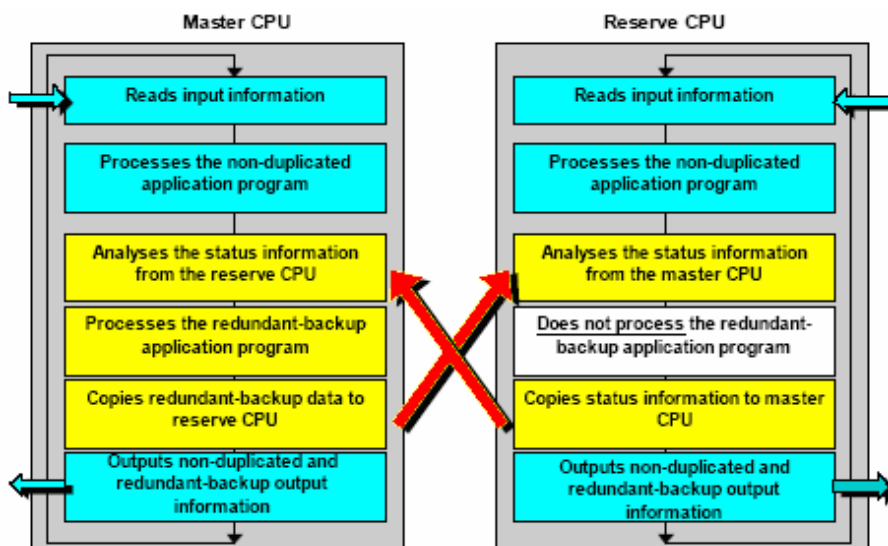 Master CPU
Reads input information
Processes the non-duplicated
application program
Analyses the status information
from the reserve CPU
Processes the redundant-backup
application program
Copies redundant-backup data to
reserve CPU
Outputs non-duplicated and
redundant-backup output
information
Reserve CPU
Reads input information
Processes the non-duplicated
application program
Analyses the status information
from the master CPU
Does not process the redundant-
backup application program
Copies status information to master
CPU
Outputs non-duplicated and
redundant-backup output
information